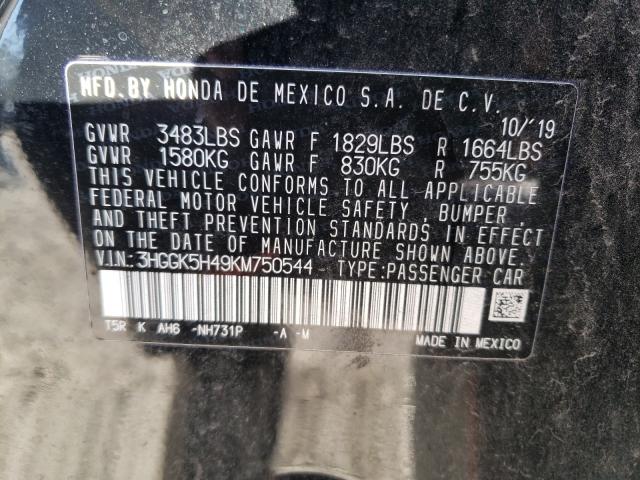 MFD. BY HONDA DE MEXICO S.A. DE C.V.
10/'19
GVWR 3483LBS GAWR F 1829LBS R 1664LBS
GVWR 1580KG GAWR F 830KG R 755KG
THIS VEHICLE CONFORMS TO ALL APPLICABLE
FEDERAL MOTOR VEHICLE SAFETY , BUMPER ,
AND THEFT PREVENTION STANDARDS IN EFFECT
ON THE DATE OF MANUFACTURE SHOWN ABOVE.
V.I.N.: 3HGGK5H49KM750544 TYPE:PASSENGER CAR
T5R K AH6 -NH731P -A -M
MADE IN MEXICO